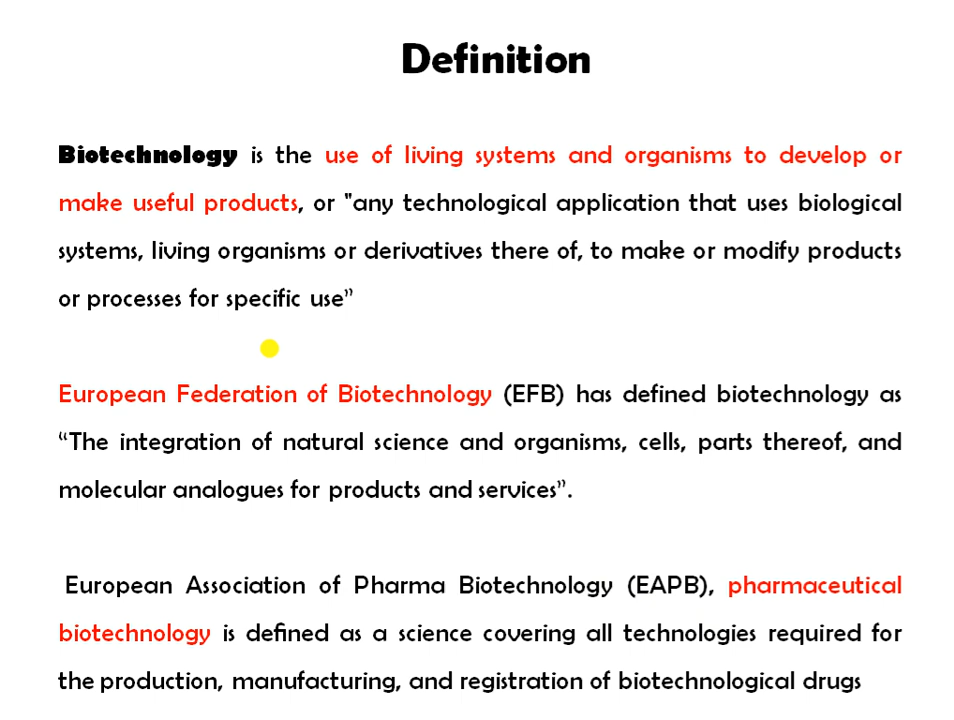 Definition
Biotechnology is the use of living systems and organisms to develop or
make useful products, or "any technological application that uses biological
systems, living organisms or derivatives there of, to make or modify products
or processes for specific use”
European Federation of Biotechnology (EFB) has defined biotechnology as
“The integration of natural science and organisms, cells, parts thereof, and
molecular analogues for products and services”.
European Association of Pharma Biotechnology (EAPB), pharmaceutical
biotechnology is defined as a science covering all technologies required for
the production, manufacturing, and registration of biotechnological drugs